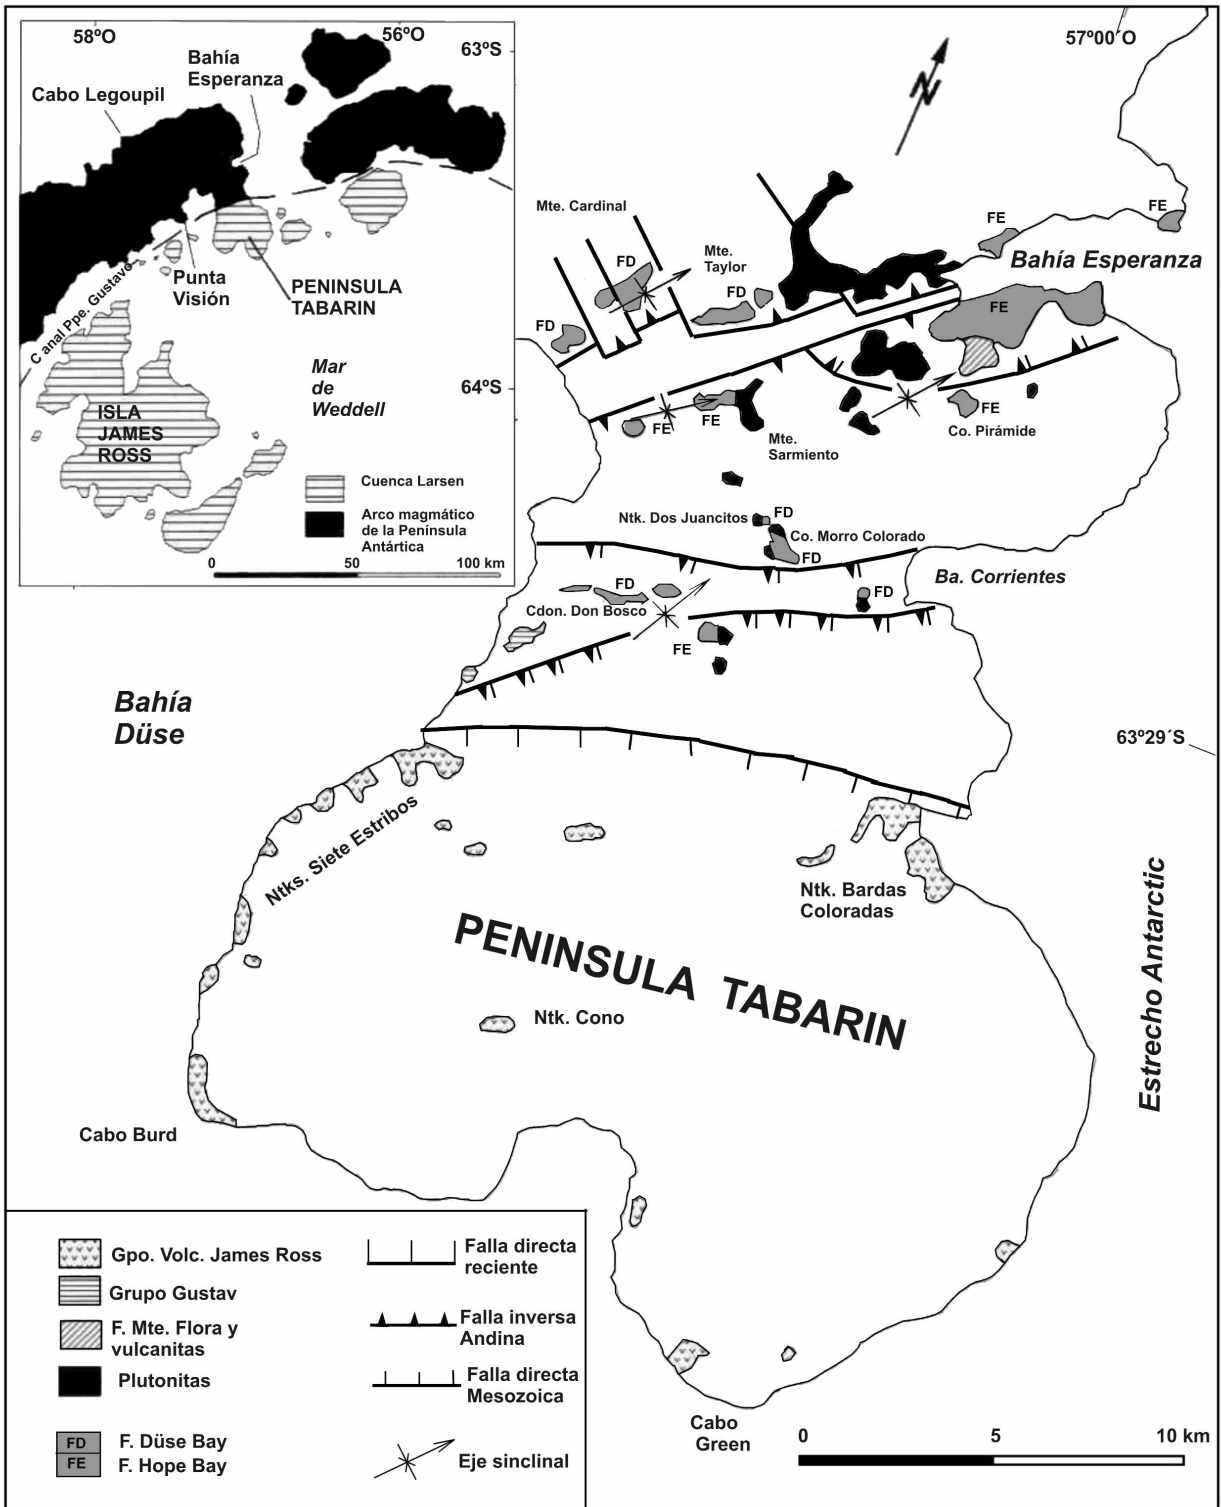 58ºO
56ºO
63ºS
Bahía
Esperanza
Cabo Legoupil
Punta
Visión
PENINSULA
TABARIN
Canal Ppe. Gustavo
Mar
de
Weddell
64ºS
ISLA
JAMES
ROSS
Cuenca Larsen
Arco magmático
de la Península
Antártica
0 50 100 km
57º00´O
N
Mte. Cardinal
FD
Mte.
Taylor
FD
FD
FE
FE
Bahía Esperanza
FE
FE
FE
Mte.
Sarmiento
FE
Co. Pirámide
Ntk. Dos Juancitos
FD
Co. Morro Colorado
FD
Ba. Corrientes
FD
FD
Cdon. Don Bosco
FE
Bahía
Düse
63º29´S
Ntks. Siete Estribos
Ntk. Bardas
Coloradas
PENINSULA TABARIN
Estrecho Antarctic
Ntk. Cono
Cabo Burd
Cabo
Green
0 5 10 km
Gpo. Volc. James Ross
Grupo Gustav
F. Mte. Flora y
vulcanitas
Plutonitas
FD
F. Düse Bay
FE
F. Hope Bay
Falla directa
reciente
Falla inversa
Andina
Falla directa
Mesozoica
Eje sinclinal